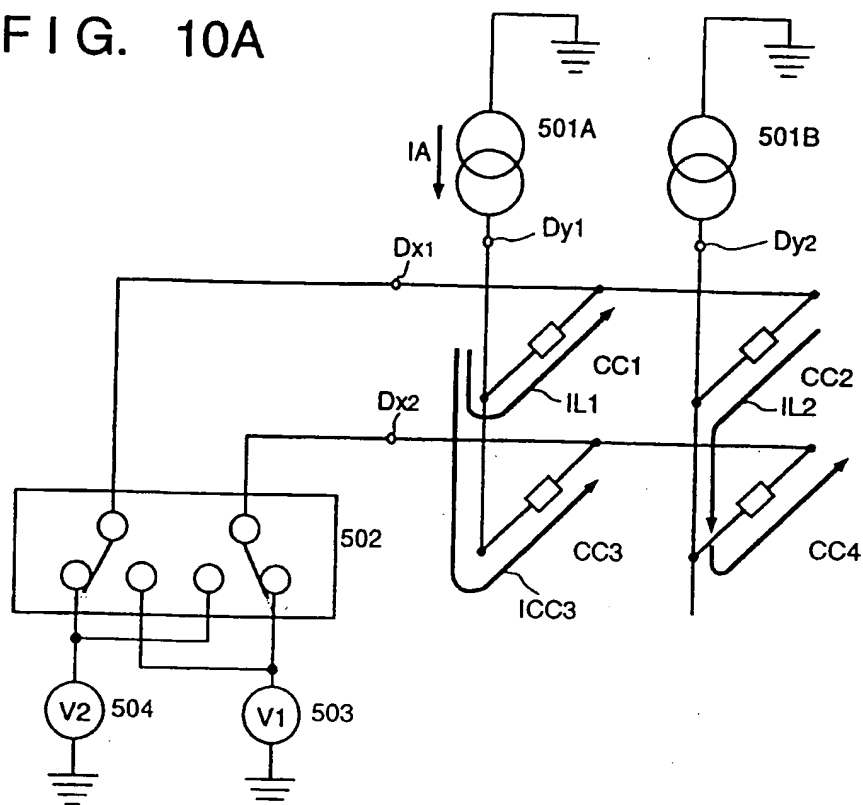 FIG. 10A
501A
501B
IA
Dy1
Dy2
Dx1
CC1
CC2
IL1
IL2
Dx2
502
CC3
CC4
ICC3
V2
504
V1
503